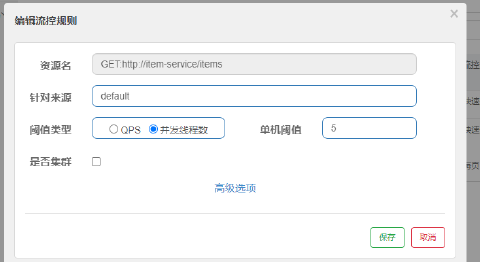 编辑流控规则
×
资源名 GET:http://item-service/items
针对来源 default
阈值类型 QPS 并发线程数 单机阈值 5
是否集群
高级选项
保存 取消